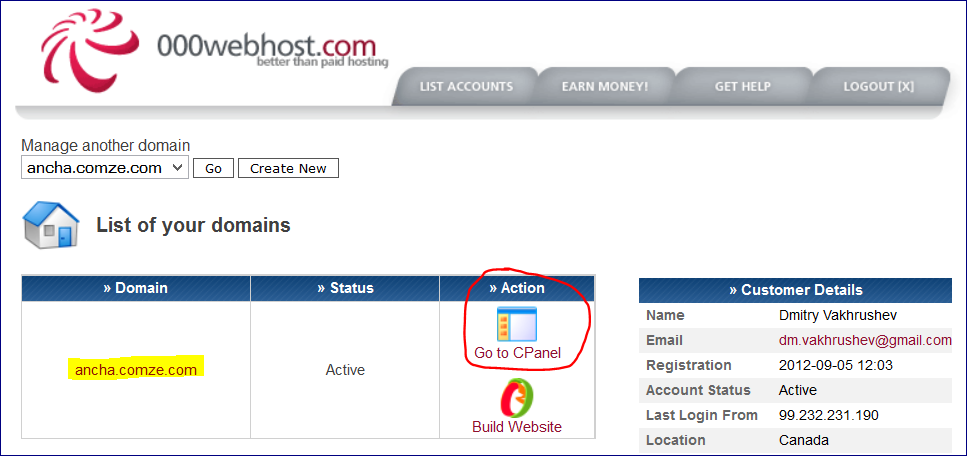 000webhost.com
better than paid hosting
LIST ACCOUNTS EARN MONEY! GET HELP LOGOUT [X]
Manage another domain
ancha.comze.com Go Create New
List of your domains
» Domain » Status » Action
ancha.comze.com Active Go to CPanel
Build Website
» Customer Details
Name Dmitry Vakhrushev
Email dm.vakhrushev@gmail.com
Registration 2012-09-05 12:03
Account Status Active
Last Login From 99.232.231.190
Location Canada